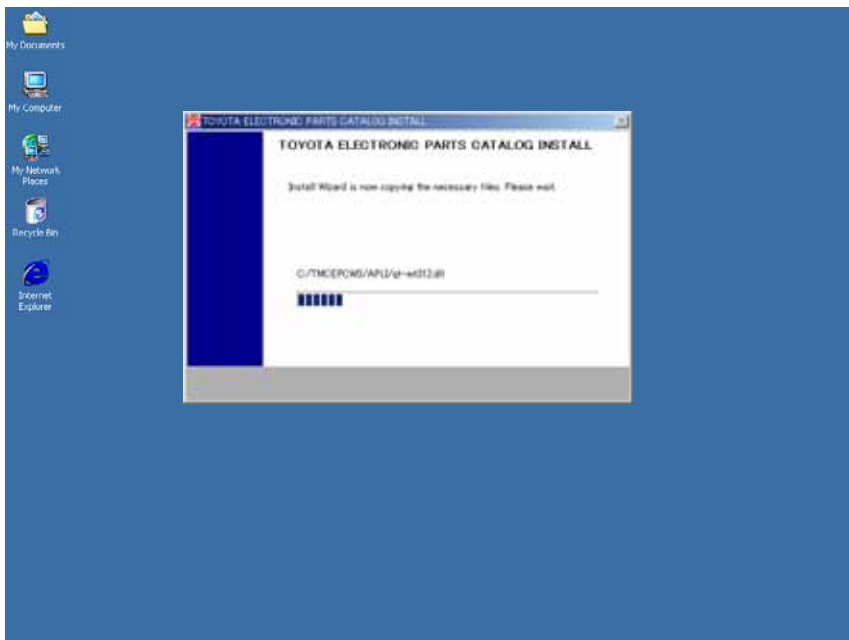 My Documents
My Computer
My Network
Places
Recycle Bin
Internet
Explorer
TOYOTA ELECTRONIC PARTS CATALOG INSTALL
TOYOTA ELECTRONIC PARTS CATALOG INSTALL
Install Wizard is now copying the necessary files. Please wait.